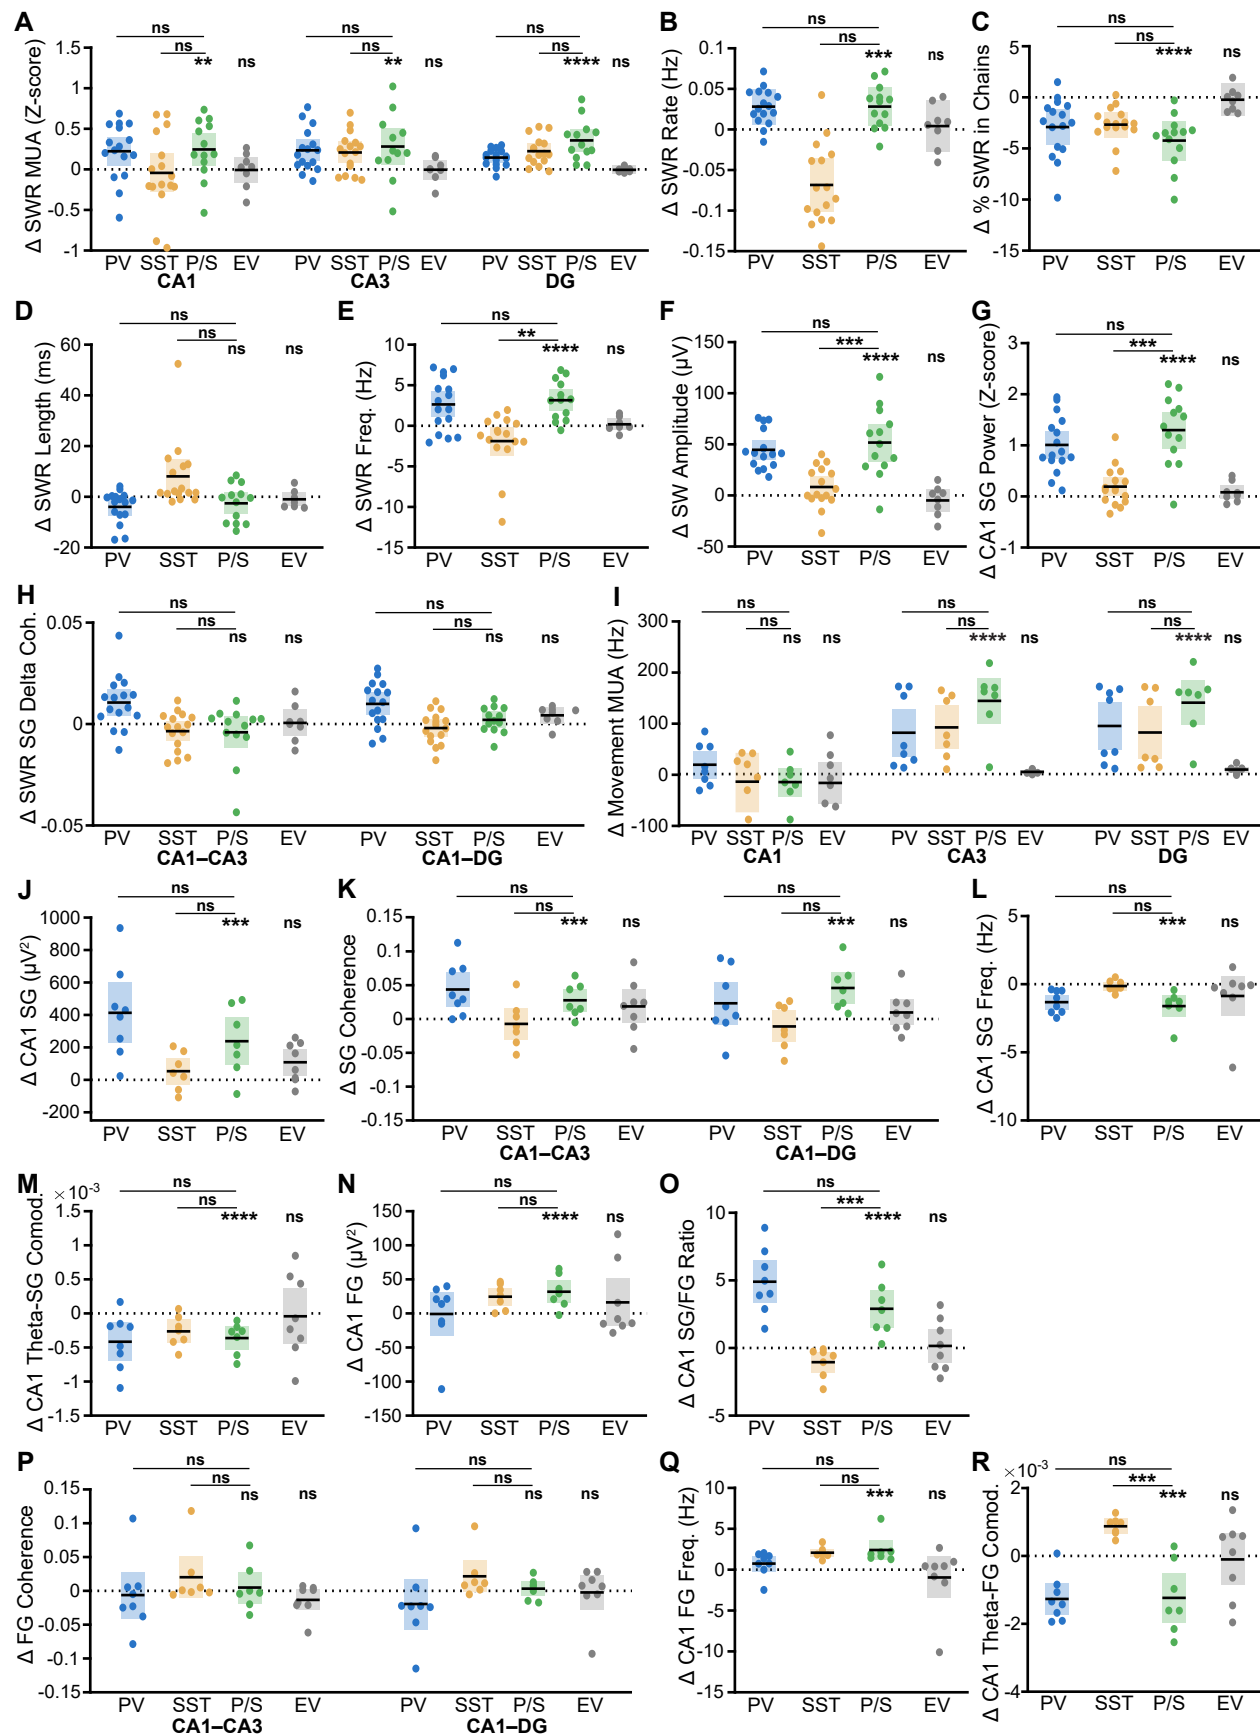 A
B
C
ns
ns
ns
ns
** ns
** ns
**** ns
Δ SWR MUA (Z-score)
1.5
1
0.5
0
-0.5
-1
PV SST P/S EV
CA1
CA3
DG
ns
ns
*** ns
Δ SWR Rate (Hz)
0.1
0.05
0
-0.05
-0.1
-0.15
PV SST P/S EV
ns
ns
**** ns
Δ % SWR in Chains
5
0
-5
-10
-15
PV SST P/S EV
D
ns
ns
ns ns
Δ SWR Length (ms)
60
40
20
0
-20
PV SST P/S EV
E
ns
**
**** ns
Δ SWR Freq. (Hz)
10
5
0
-5
-10
-15
PV SST P/S EV
F
ns
***
**** ns
Δ SW Amplitude (µV)
150
100
50
0
-50
PV SST P/S EV
G
ns
***
**** ns
Δ CA1 SG Power (Z-score)
3
2
1
0
-1
PV SST P/S EV
H
ns ns
ns ns
ns ns ns ns
Δ SWR SG Delta Coh.
0.05
0
-0.05
PV SST P/S EV PV SST P/S EV
CA1–CA3 CA1–DG
I
ns ns ns
ns ns ns
ns ns **** ns **** ns
Δ Movement MUA (Hz)
300
200
100
0
-100
PV SST P/S EV PV SST P/S EV PV SST P/S EV
CA1 CA3 DG
J
ns
ns
*** ns
Δ CA1 SG (µV²)
1000
800
600
400
200
0
-200
PV SST P/S EV
K
ns ns
ns ns
*** ns *** ns
Δ SG Coherence
0.15
0.1
0.05
0
-0.05
-0.1
-0.15
PV SST P/S EV PV SST P/S EV
CA1–CA3 CA1–DG
L
ns
ns
*** ns
Δ CA1 SG Freq. (Hz)
5
0
-5
-10
PV SST P/S EV
M
×10⁻³
ns
ns
**** ns
Δ CA1 Theta-SG Comod.
1.5
1
0.5
0
-0.5
-1
-1.5
PV SST P/S EV
N
ns
ns
**** ns
Δ CA1 FG (µV²)
150
100
50
0
-50
-100
-150
PV SST P/S EV
O
ns
***
**** ns
Δ CA1 SG/FG Ratio
10
5
0
-5
PV SST P/S EV
P
ns ns
ns ns
ns ns ns ns
Δ FG Coherence
0.15
0.1
0.05
0
-0.05
-0.1
-0.15
PV SST P/S EV PV SST P/S EV
CA1–CA3 CA1–DG
Q
ns
ns
*** ns
Δ CA1 FG Freq. (Hz)
10
5
0
-5
-10
-15
PV SST P/S EV
R
×10⁻³
ns
***
*** ns
Δ CA1 Theta-FG Comod.
2
0
-2
-4
PV SST P/S EV